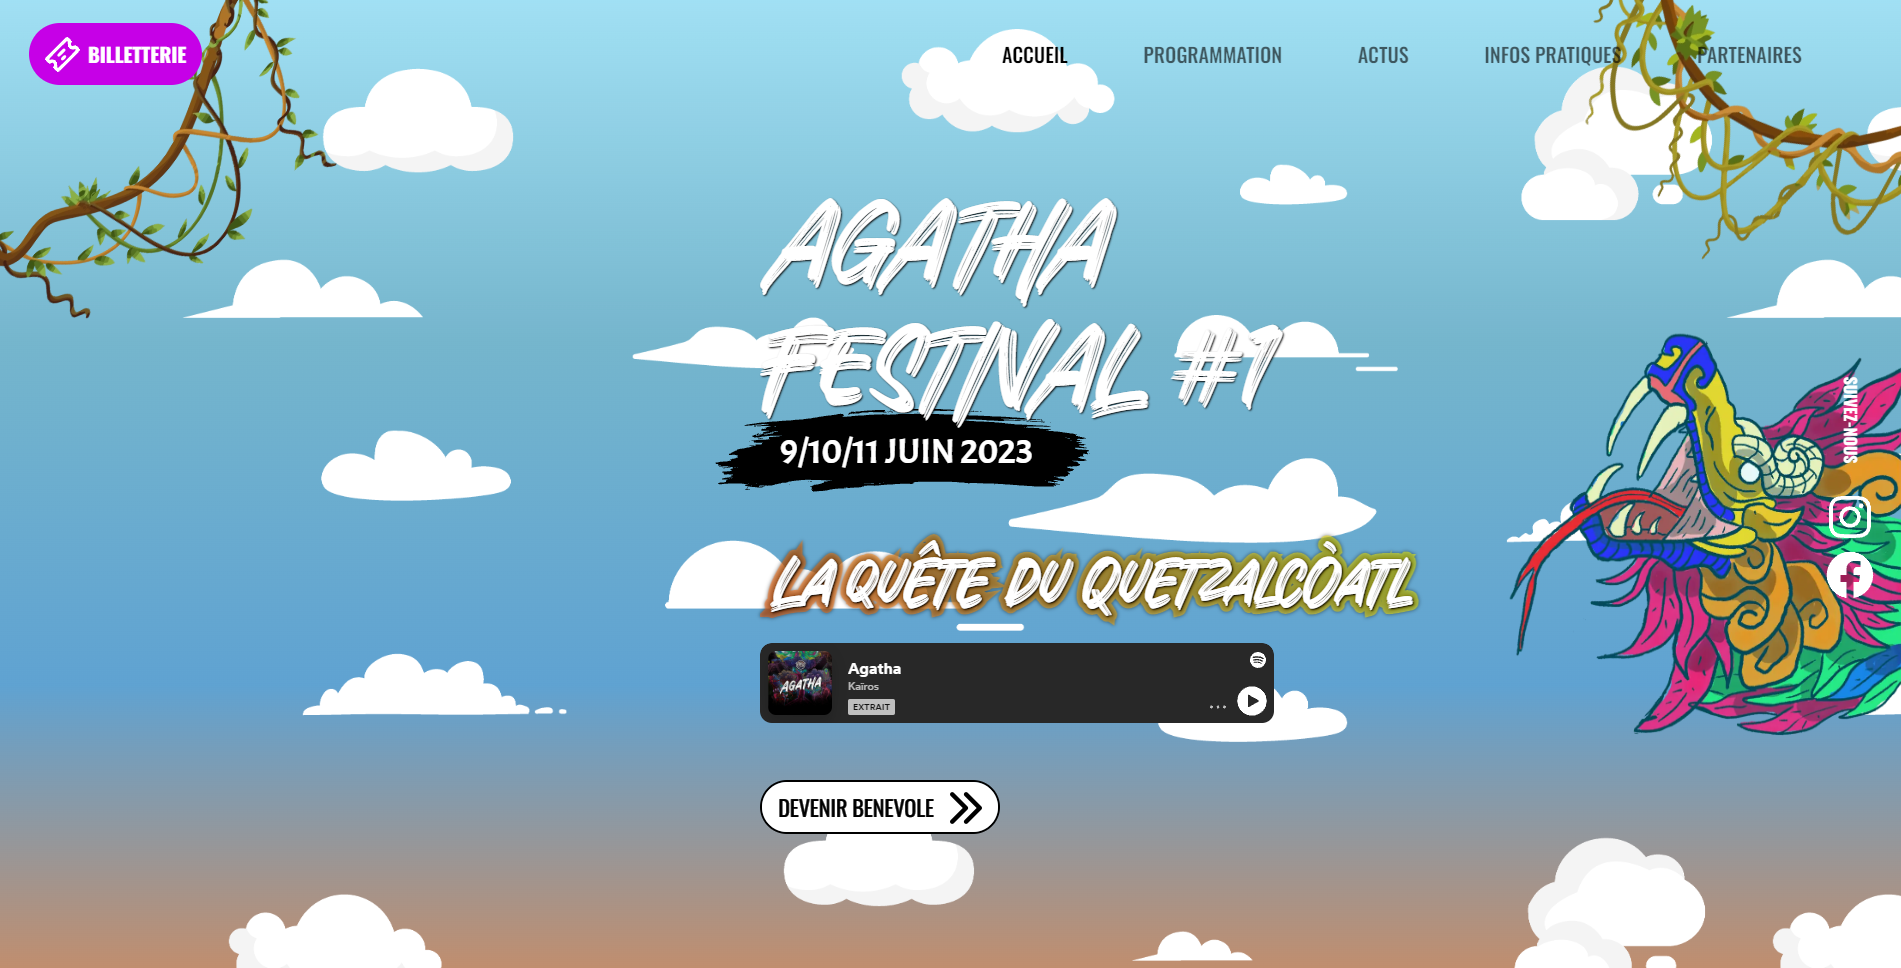 BILLETTERIE
ACCUEIL
PROGRAMMATION
ACTUS
INFOS PRATIQUES
PARTENAIRES
AGATHA
FESTIVAL #1
9/10/11 JUIN 2023
LA QUÊTE DU QUETZALCÒATL
SUIVEZ-NOUS
AGATHA
Agatha
Kaïros
EXTRAIT
DEVENIR BENEVOLE